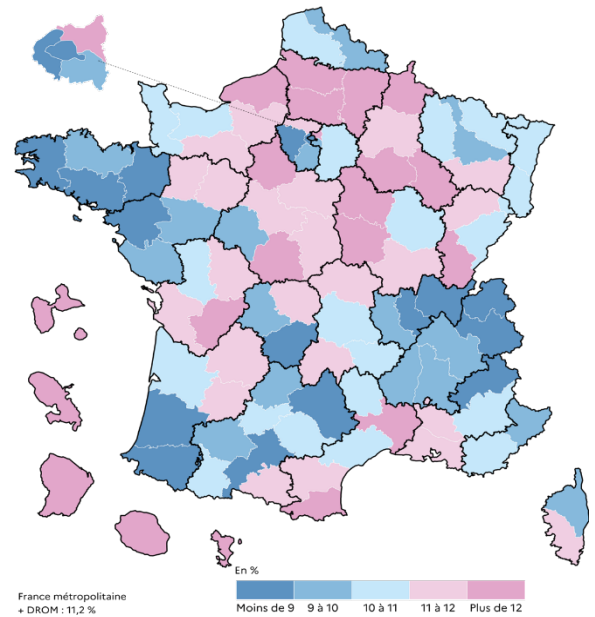 En %
Moins de 9 9 à 10 10 à 11 11 à 12 Plus de 12
France métropolitaine
+ DROM : 11,2 %